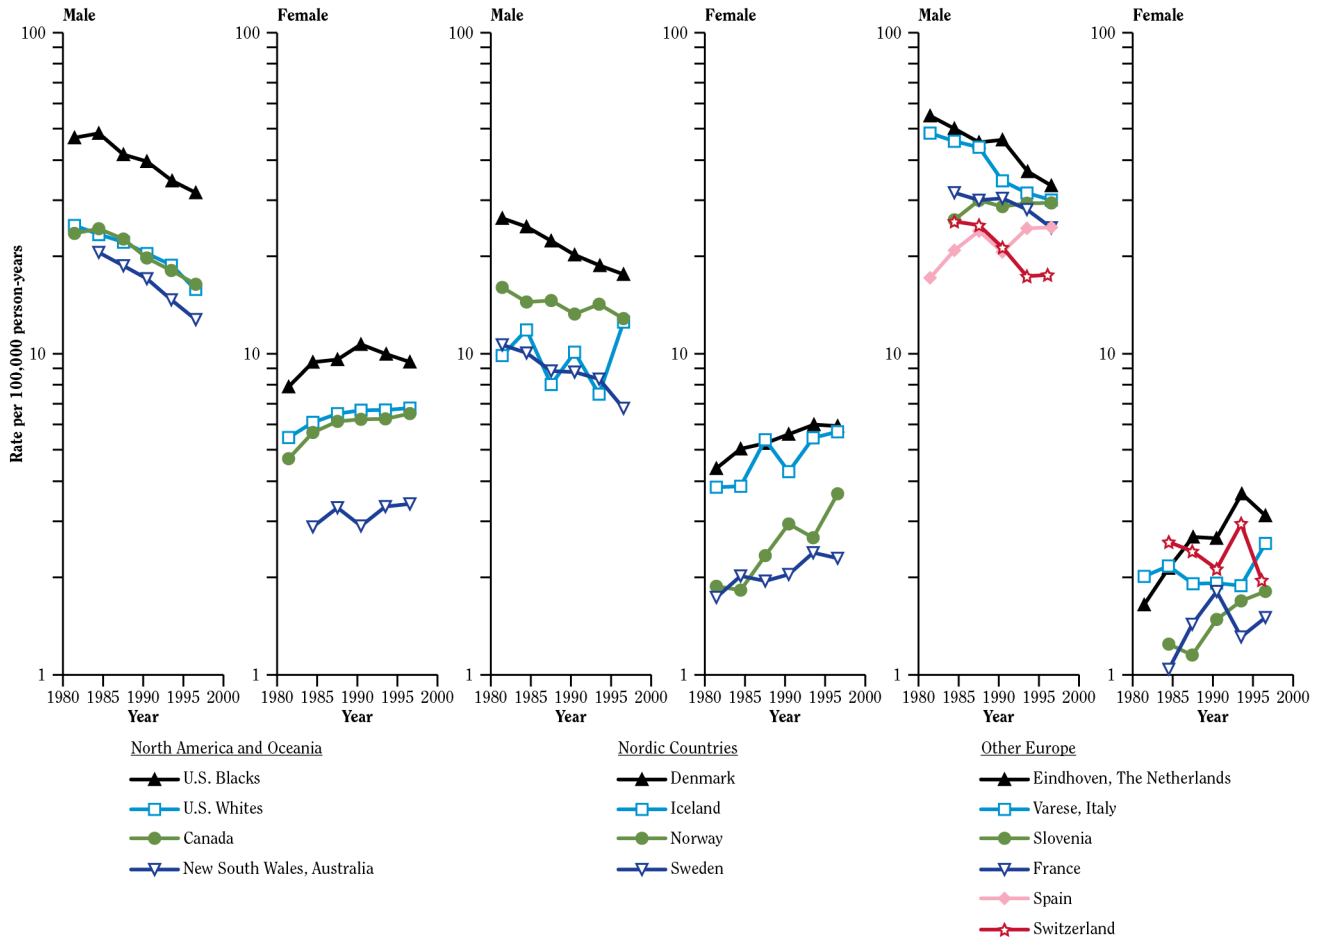 Male Female Male Female Male Female
100 100 100 100 100 100
Rate per 100,000 person-years
10 10 10 10 10 10
1 1 1 1 1 1
1980 1985 1990 1995 2000 1980 1985 1990 1995 2000 1980 1985 1990 1995 2000 1980 1985 1990 1995 2000 1980 1985 1990 1995 2000 1980 1985 1990 1995 2000
Year Year Year Year Year Year
North America and Oceania
U.S. Blacks
U.S. Whites
Canada
New South Wales, Australia
Nordic Countries
Denmark
Iceland
Norway
Sweden
Other Europe
Eindhoven, The Netherlands
Varese, Italy
Slovenia
France
Spain
Switzerland